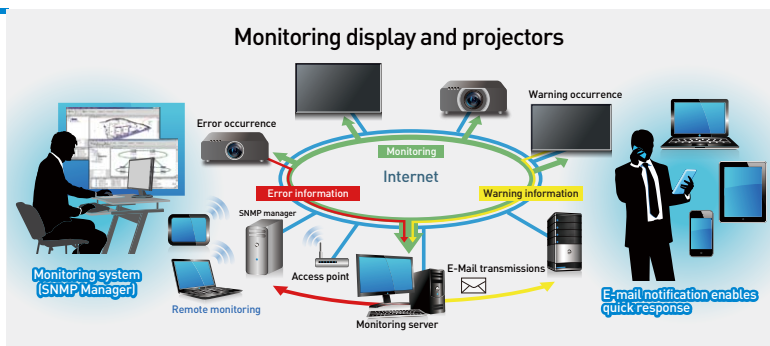 Monitoring display and projectors
Warning occurrence
Error occurrence
Monitoring
Internet
Error information
Warning information
SNMP manager
Access point
E-Mail transmissions
Monitoring system
(SNMP Manager)
Remote monitoring
Monitoring server
E-mail notification enables
quick response